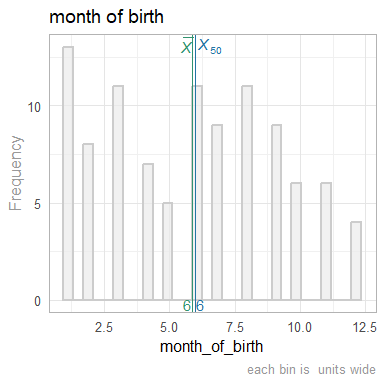 month of birth
X̅ X50
Frequency
10
5
0
6 6
2.5 5.0 7.5 10.0 12.5
month_of_birth
each bin is  units wide